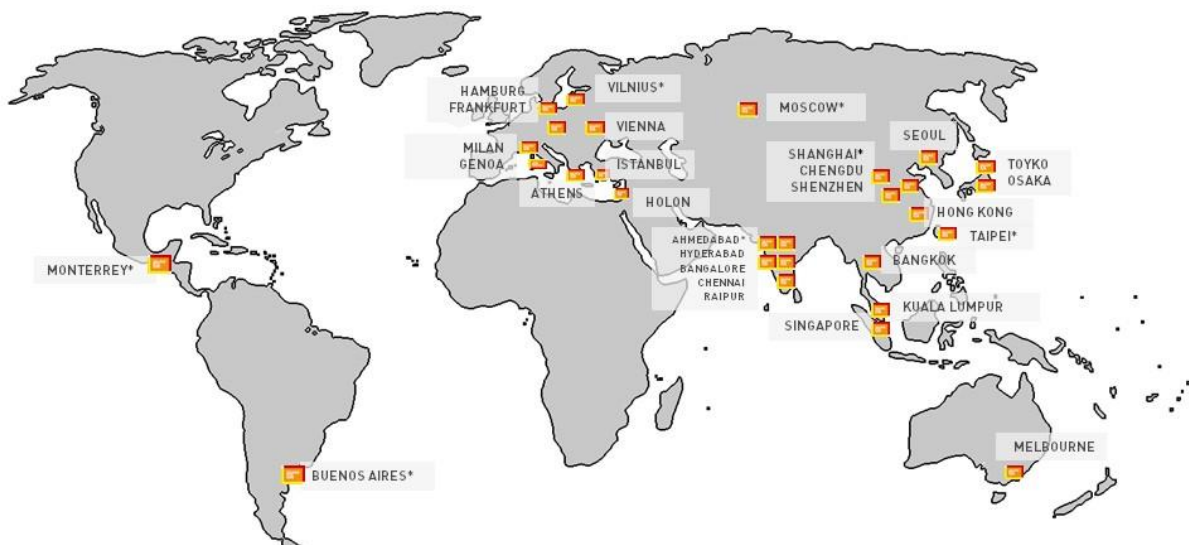 HAMBURG
FRANKFURT
VILNIUS*
MOSCOW*
VIENNA
SEOUL
MILAN
GENOA
ISTANBUL
SHANGHAI*
CHENGDU
SHENZHEN
TOYKO
OSAKA
ATHENS
HOLON
HONG KONG
TAIPEI*
AHMEDABAD*
HYDERABAD
BANGALORE
CHENNAI
RAIPUR
BANGKOK
MONTERREY*
KUALA LUMPUR
SINGAPORE
MELBOURNE
BUENOS AIRES*